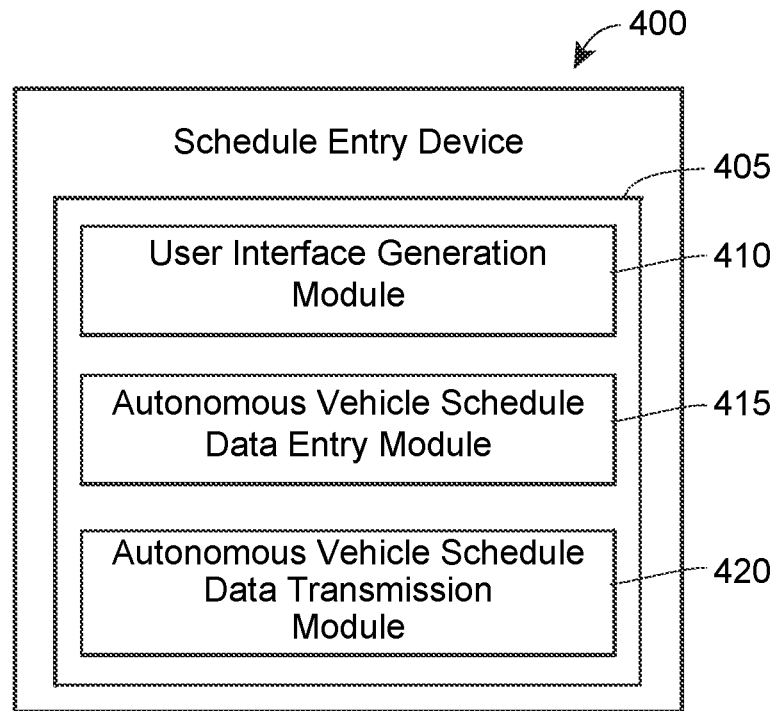 400
Schedule Entry Device
405
User Interface Generation
Module
410
Autonomous Vehicle Schedule
Data Entry Module
415
Autonomous Vehicle Schedule
Data Transmission
Module
420